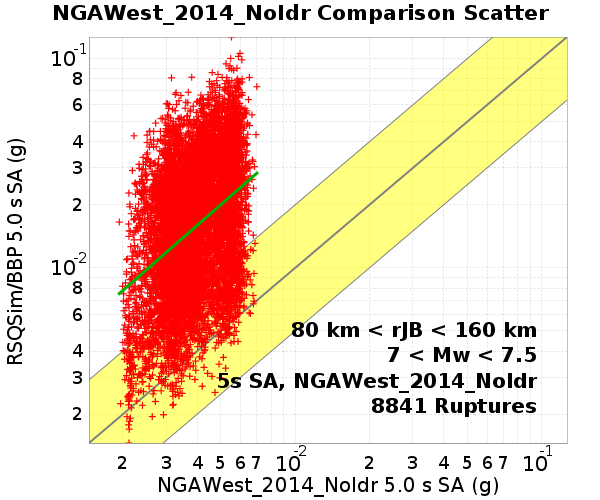 NGAWest_2014_NoIdr Comparison Scatter
RSQSim/BBP 5.0 s SA (g)
10-1
8
6
4
3
2
10-2
8
6
4
3
2
80 km < rJB < 160 km
7 < Mw < 7.5
5s SA, NGAWest_2014_NoIdr
8841 Ruptures
2 3 4 5 6 7 10-2 2 3 4 5 6 7 10-1
NGAWest_2014_NoIdr 5.0 s SA (g)